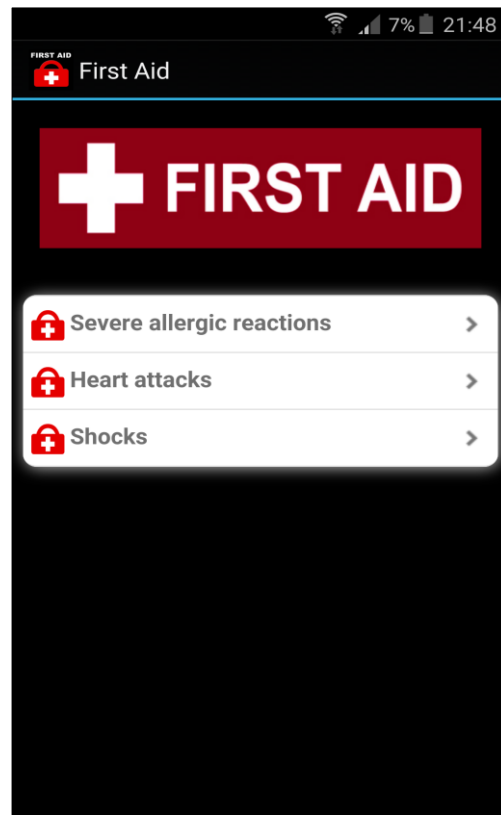 7% 21:48
FIRST AID
First Aid
FIRST AID
Severe allergic reactions
Heart attacks
Shocks